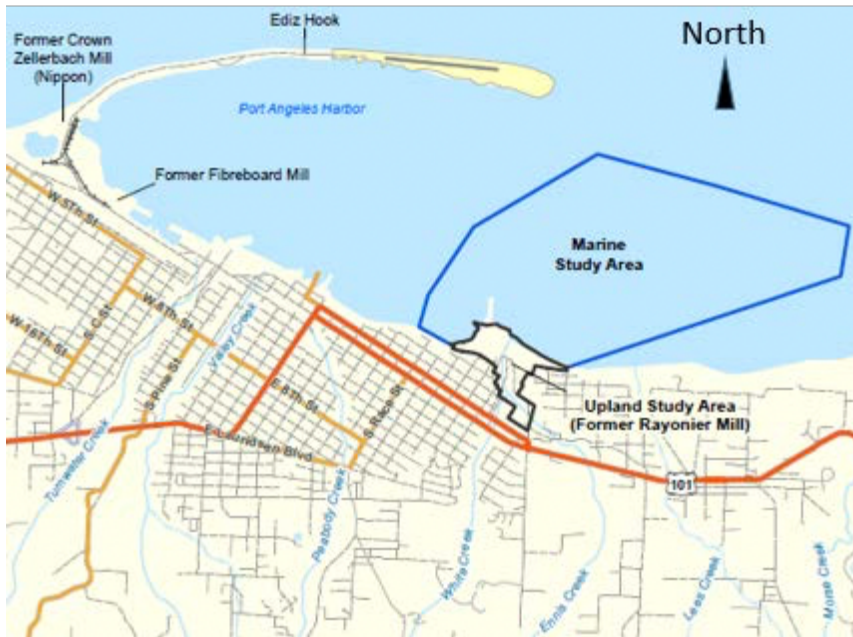 Ediz Hook
North
Former Crown
Zellerbach Mill
(Nippon)
Port Angeles Harbor
Former Fibreboard Mill
W 5Th St
Marine
Study Area
W 16Th St
S C St
W 8Th St
Valley Creek
S Pine St
E 8Th St
S Race St
Upland Study Area
(Former Rayonier Mill)
E Lauridsen Blvd
101
Tumwater Creek
Peabody Creek
White Creek
Ennis Creek
Lees Creek
Morse Creek